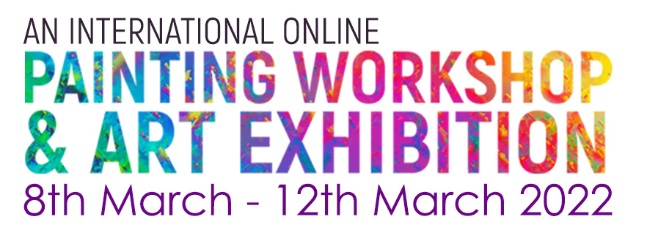 AN INTERNATIONAL ONLINE
PAINTING WORKSHOP
& ART EXHIBITION
8th March - 12th March 2022